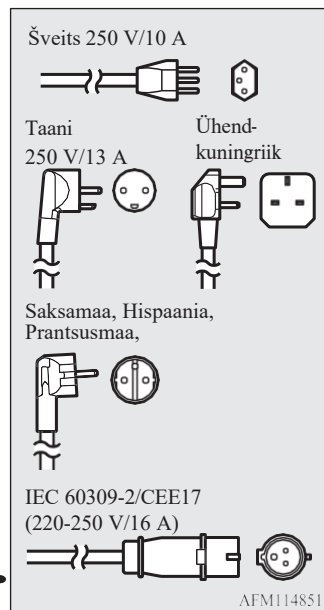 Šveits 250 V/10 A
Taani
250 V/13 A
Ühend-
kuningriik
Saksamaa, Hispaania,
Prantsusmaa,
IEC 60309-2/CEE17
(220-250 V/16 A)
AFM114851